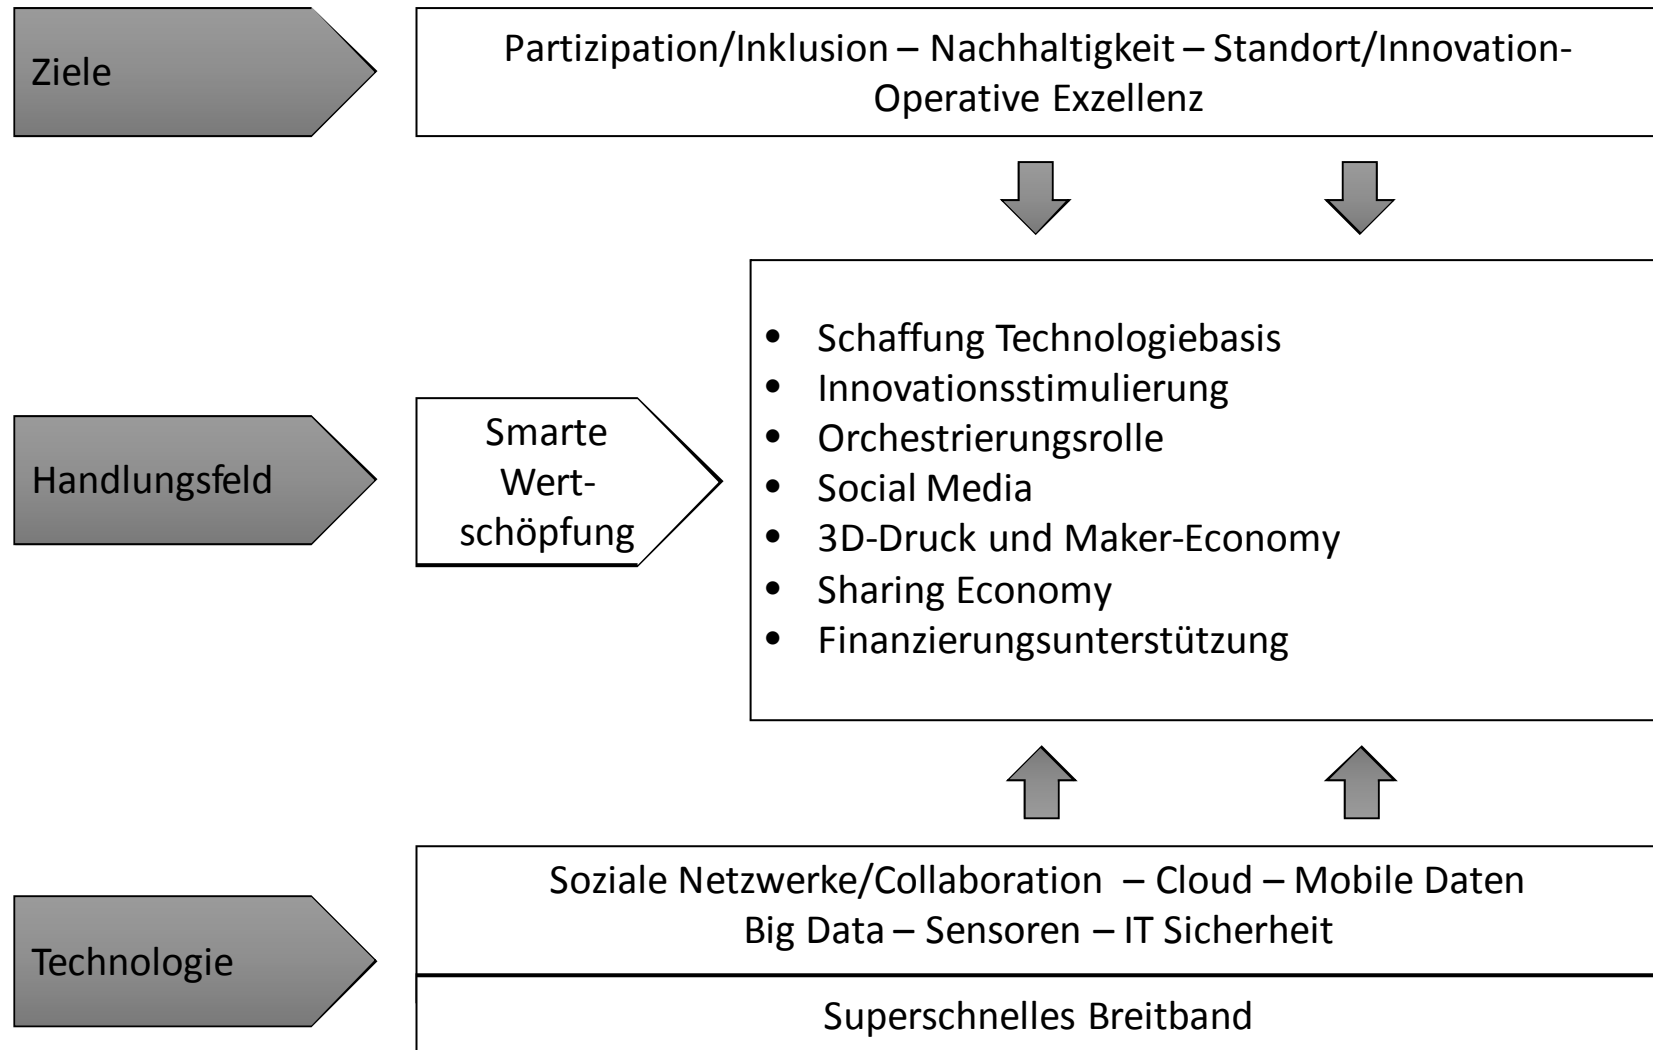 Ziele
Partizipation/Inklusion – Nachhaltigkeit – Standort/Innovation-
Operative Exzellenz
Handlungsfeld
Smarte
Wert-
schöpfung
• Schaffung Technologiebasis
• Innovationsstimulierung
• Orchestrierungsrolle
• Social Media
• 3D-Druck und Maker-Economy
• Sharing Economy
• Finanzierungsunterstützung
Technologie
Soziale Netzwerke/Collaboration – Cloud – Mobile Daten
Big Data – Sensoren – IT Sicherheit
Superschnelles Breitband